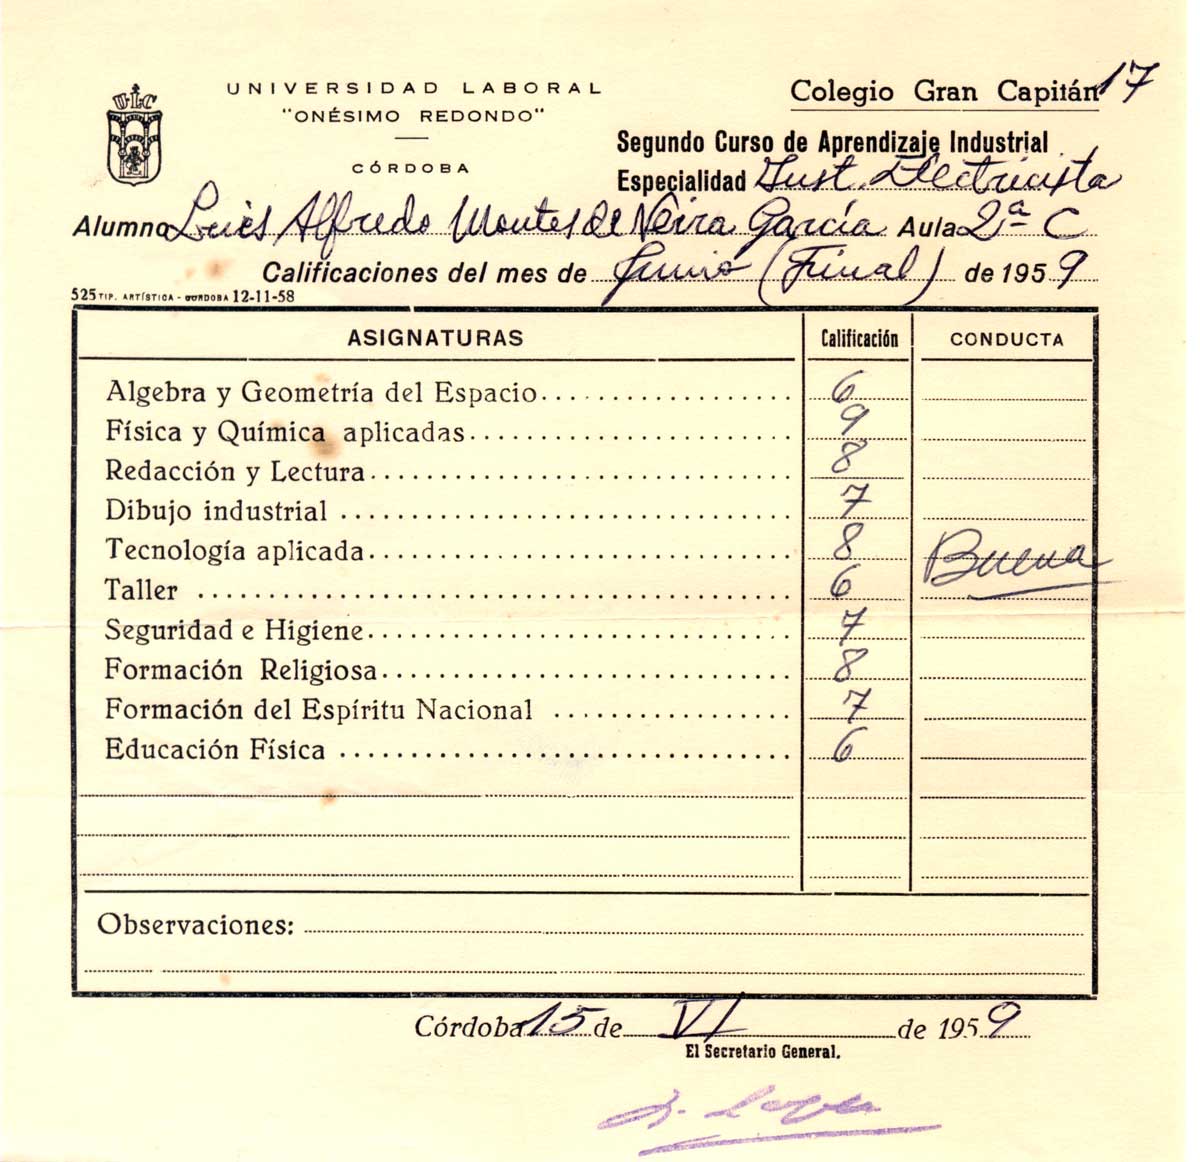 ULC
UNIVERSIDAD LABORAL
"ONÉSIMO REDONDO"
CÓRDOBA
Colegio Gran Capitán 17
Segundo Curso de Aprendizaje Industrial
Especialidad Inst. Electricista
Alumno Luis Alfredo Montes de Neira García Aula 2ª C
Calificaciones del mes de Junio (Final) de 1959
525 TIP. ARTÍSTICA - CORDOBA 12-11-58
ASIGNATURAS Calificación CONDUCTA
Algebra y Geometría del Espacio 6
Física y Química aplicadas 9
Redacción y Lectura 8
Dibujo industrial 7
Tecnología aplicada 8 Buena
Taller 6
Seguridad e Higiene 7
Formación Religiosa 8
Formación del Espíritu Nacional 7
Educación Física 6
Observaciones:
Córdoba 15 de VI de 1959
El Secretario General.